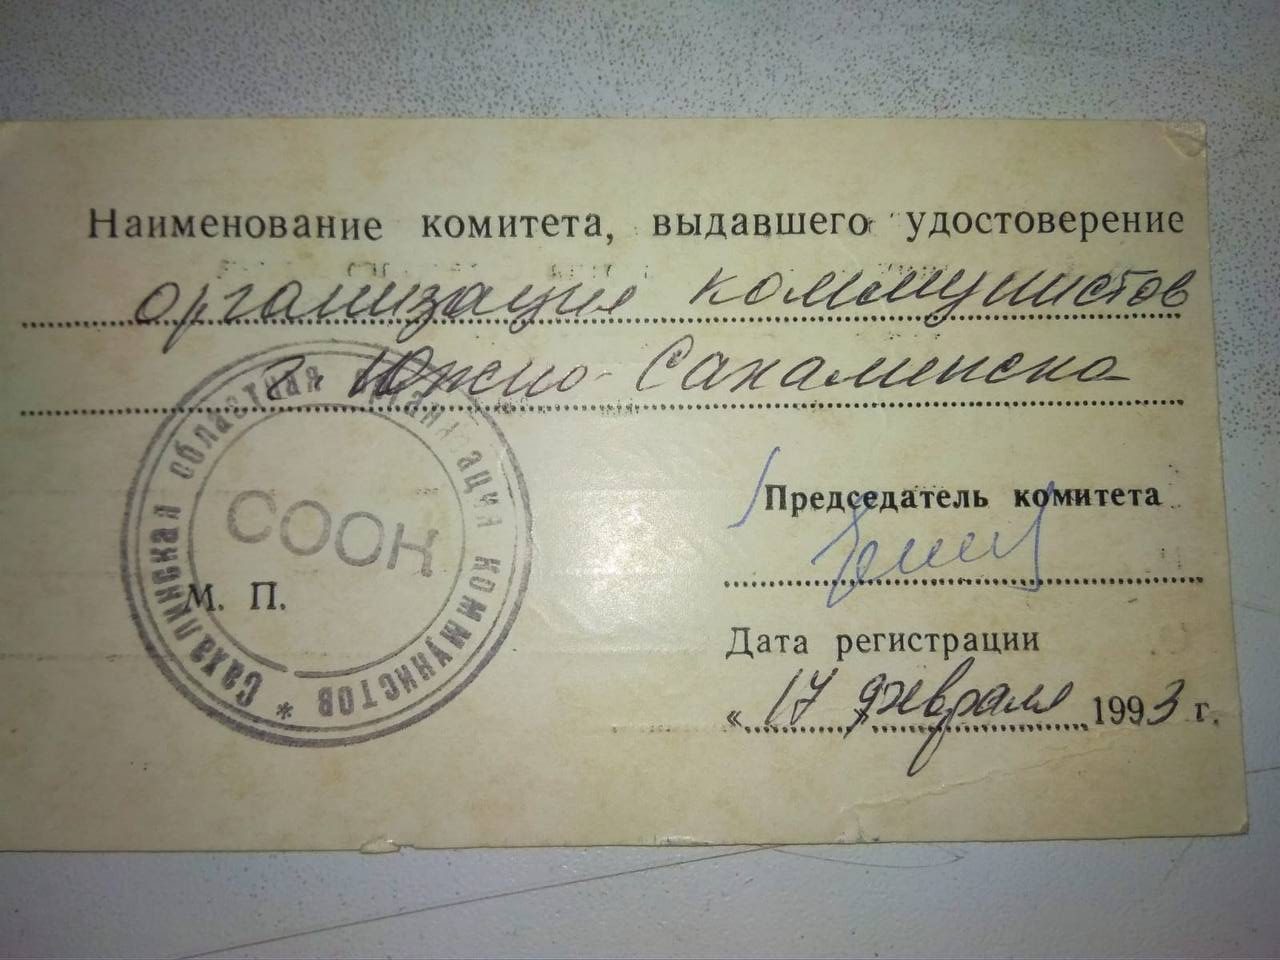 Наименование комитета, выдавшего удостоверение
организация коммунистов
г. Южно-Сахалинска
Сахалинская областная организация коммунистов *
СООК
Председатель комитета
М. П.
Дата регистрации
« 17 » февраля 1993 г.